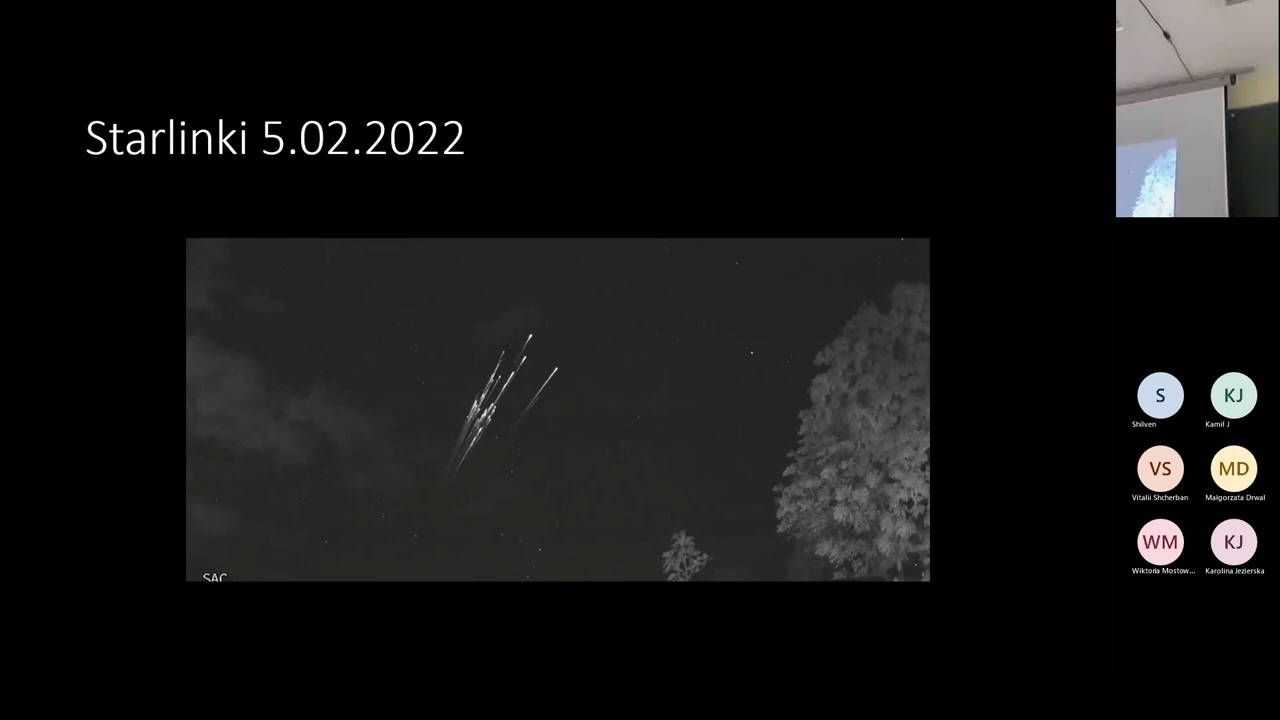 Starlinki 5.02.2022
SAC
S
KJ
Shilven
Kamil J
VS
MD
Vitalii Shcherban
Małgorzata Drwal
WM
KJ
Wiktoria Mostow...
Karolina Jezierska